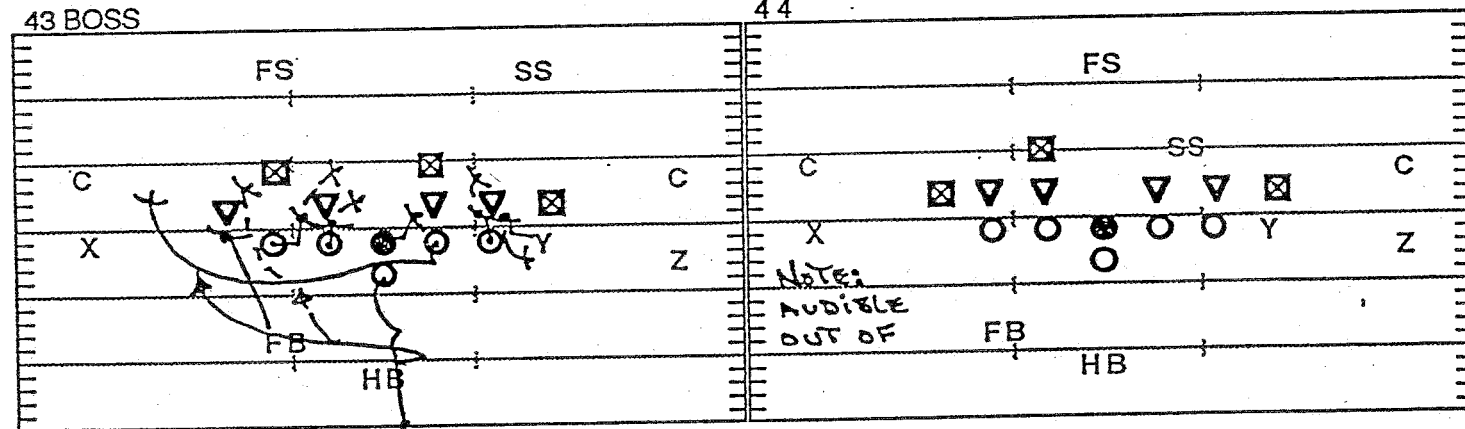 43 BOSS
FS SS
C C
X Y Z
FB
HB
44
FS
C SS C
X Y Z
NOTE:
AUDIBLE
OUT OF
FB
HB